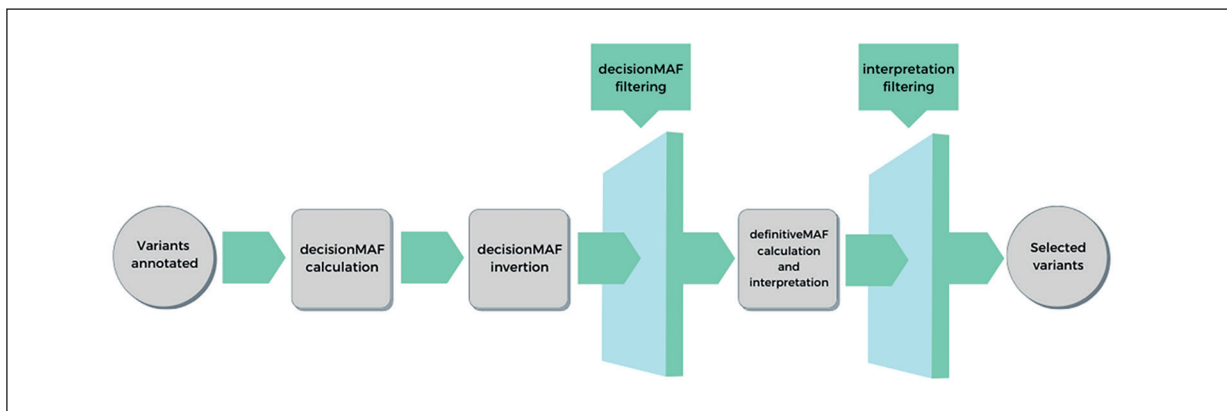 decisionMAF
filtering
interpretation
filtering
Variants
annotated
decisionMAF
calculation
decisionMAF
invertion
definitiveMAF
calculation
and
interpretation
Selected
variants